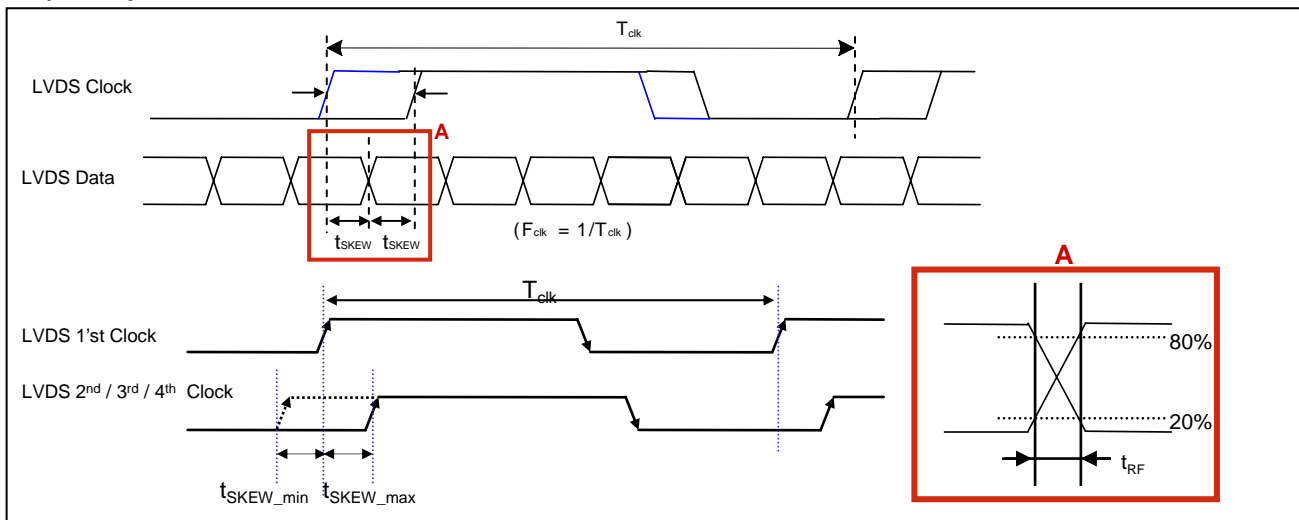 Tclk
LVDS Clock
A
LVDS Data
tSKEW tSKEW
(Fclk = 1/Tclk)
A
Tclk
LVDS 1'st Clock
80%
LVDS 2nd / 3rd / 4th Clock
20%
tRF
tSKEW_min tSKEW_max